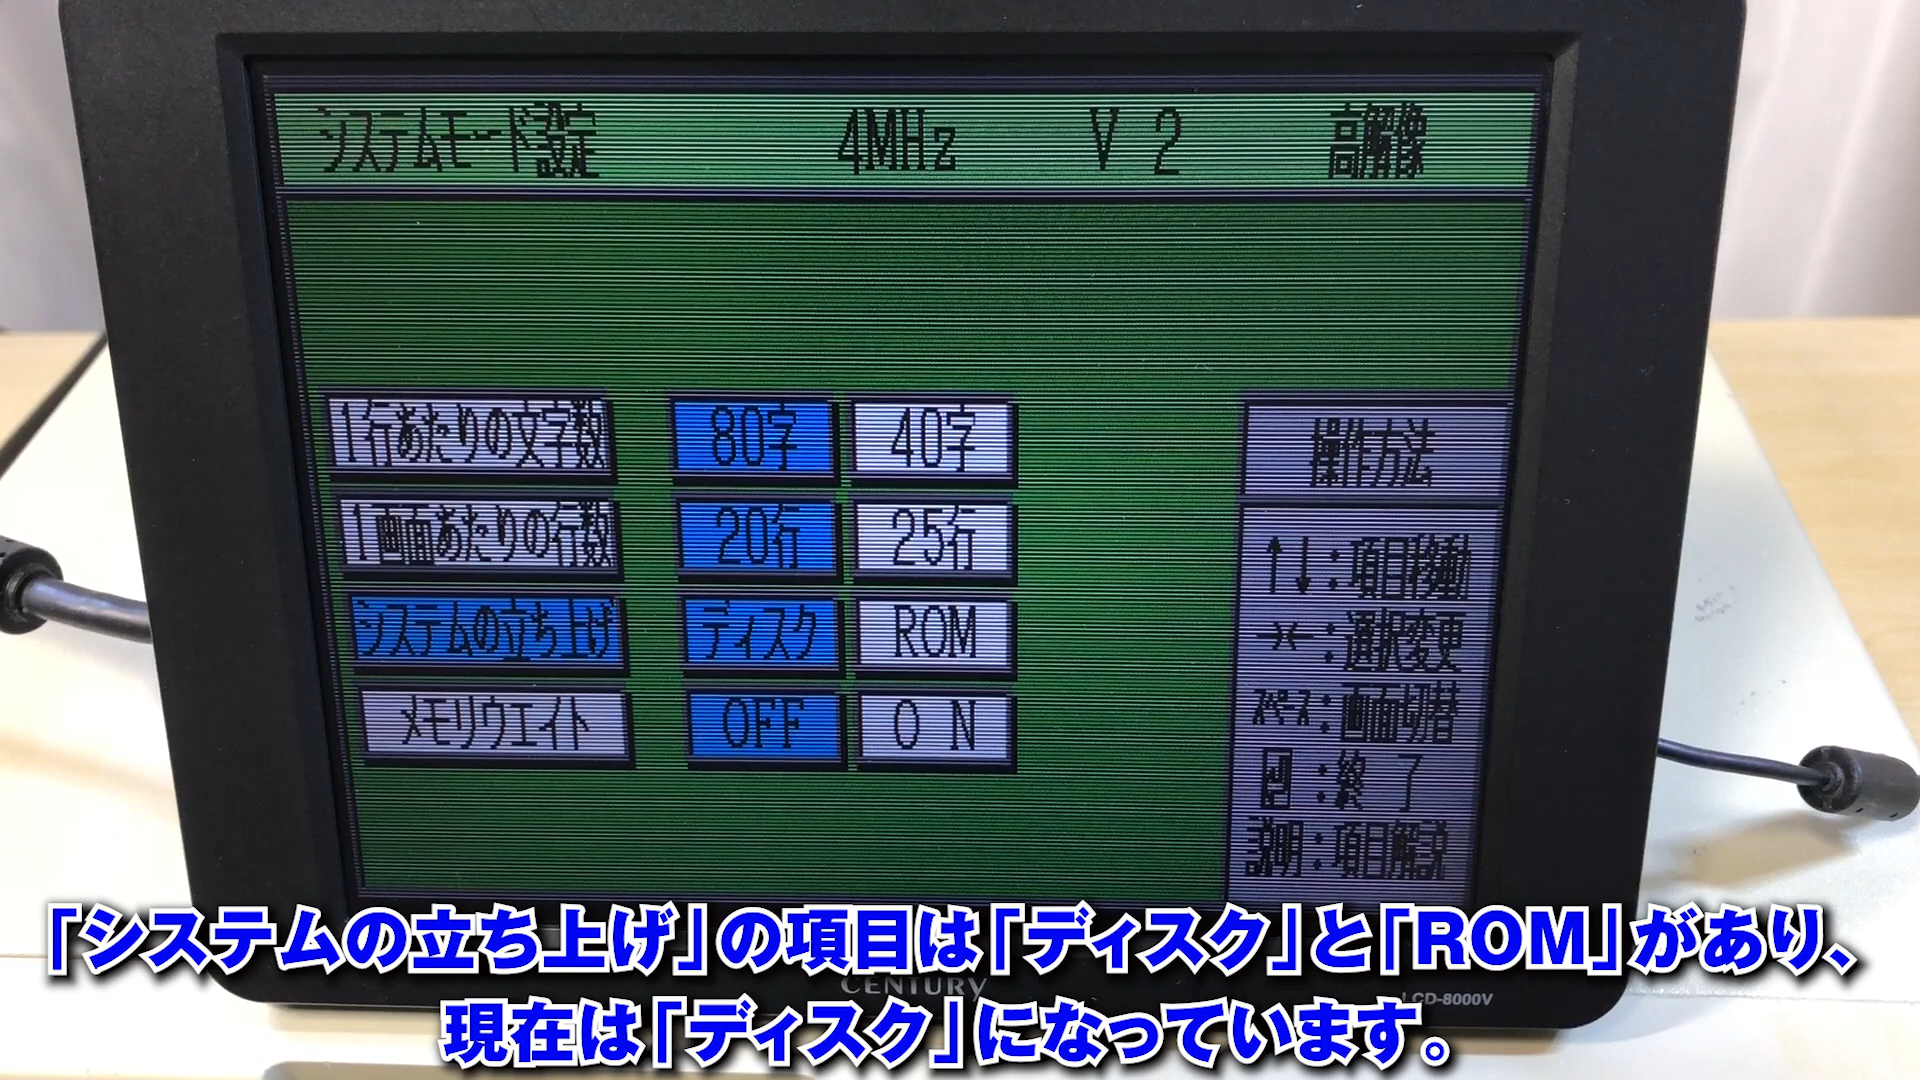 システムモード設定 4MHz V 2 高解像
1行あたりの文字数 80字 40字
1画面あたりの行数 20行 25行
システムの立ち上げ ディスク ROM
メモリウエイト OFF O N
操作方法
↑↓:項目移動
→←:選択変更
スペース:画面切替
:終 了
説明:項目解説
「システムの立ち上げ」の項目は「ディスク」と「ROM」があり、
CENTURY LCD-8000V
現在は「ディスク」になっています。